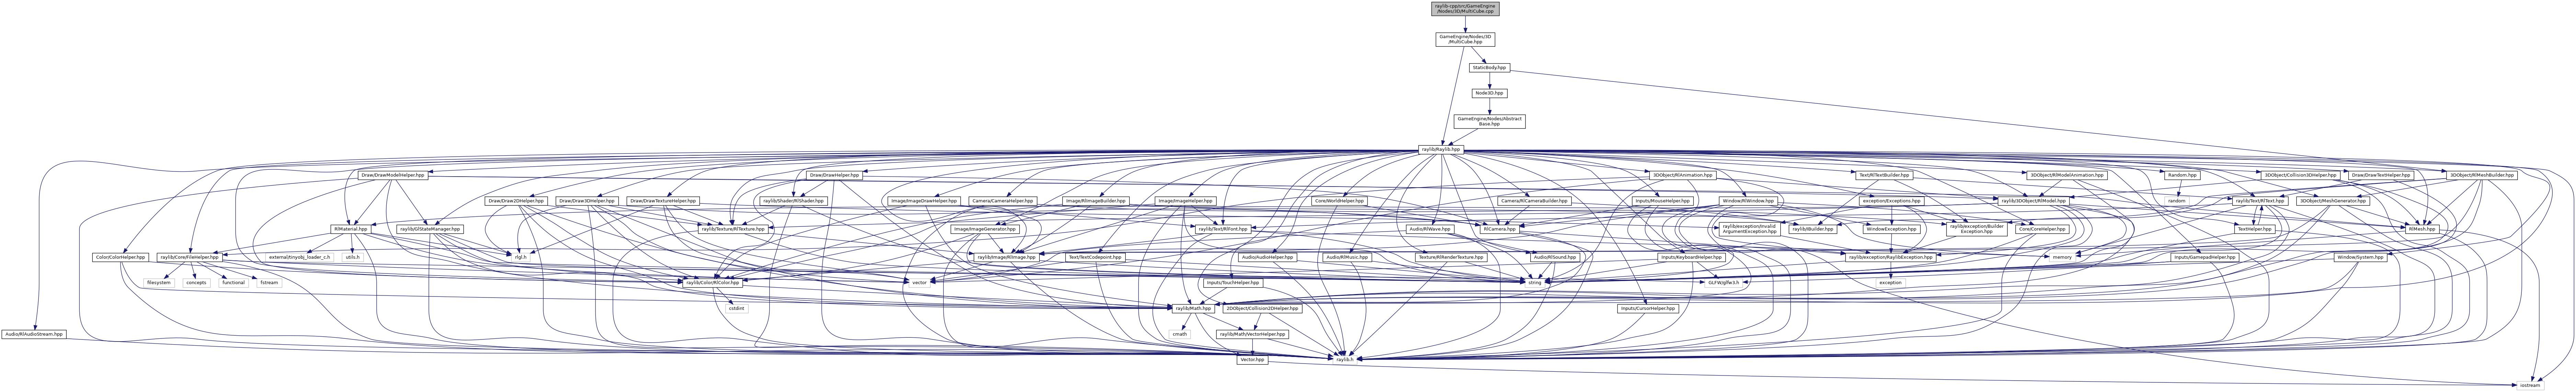 raylib-cpp/src/GameEngine
/Nodes/3D/MultiCube.cpp
GameEngine/Nodes/3D
/MultiCube.hpp
StaticBody.hpp
Node3D.hpp
GameEngine/Nodes/Abstract
Base.hpp
raylib/Raylib.hpp
Draw/DrawModelHelper.hpp
Draw/DrawHelper.hpp
3DObject/RlAnimation.hpp
Text/RlTextBuilder.hpp
3DObject/RlModelAnimation.hpp
Random.hpp
3DObject/Collision3DHelper.hpp
Draw/DrawTextHelper.hpp
3DObject/RlMeshBuilder.hpp
Draw/Draw2DHelper.hpp
Draw/Draw3DHelper.hpp
Draw/DrawTextureHelper.hpp
raylib/Shader/RlShader.hpp
Image/ImageDrawHelper.hpp
Camera/CameraHelper.hpp
Image/RlImageBuilder.hpp
Image/ImageHelper.hpp
Core/WorldHelper.hpp
Camera/RlCameraBuilder.hpp
Inputs/MouseHelper.hpp
Window/RlWindow.hpp
exception/Exceptions.hpp
raylib/3DObject/RlModel.hpp
random
raylib/Text/RlText.hpp
3DObject/MeshGenerator.hpp
RlMaterial.hpp
raylib/GlStateManager.hpp
raylib/Texture/RlTexture.hpp
Image/ImageGenerator.hpp
raylib/Text/RlFont.hpp
Audio/RlWave.hpp
RlCamera.hpp
raylib/exception/Invalid
ArgumentException.hpp
raylib/IBuilder.hpp
WindowException.hpp
raylib/exception/Builder
Exception.hpp
Core/CoreHelper.hpp
TextHelper.hpp
RlMesh.hpp
Color/ColorHelper.hpp
raylib/Core/FileHelper.hpp
external/tinyobj_loader_c.h
utils.h
rlgl.h
raylib/Image/RlImage.hpp
Text/TextCodepoint.hpp
Audio/AudioHelper.hpp
Audio/RlMusic.hpp
Texture/RlRenderTexture.hpp
Audio/RlSound.hpp
Inputs/KeyboardHelper.hpp
raylib/exception/RaylibException.hpp
memory
Inputs/GamepadHelper.hpp
Window/System.hpp
filesystem
concepts
functional
fstream
raylib/Color/RlColor.hpp
vector
Inputs/TouchHelper.hpp
string
GLFW/glfw3.h
exception
cstdint
raylib/Math.hpp
2DObject/Collision2DHelper.hpp
Inputs/CursorHelper.hpp
Audio/RlAudioStream.hpp
cmath
raylib/Math/VectorHelper.hpp
Vector.hpp
raylib.h
iostream